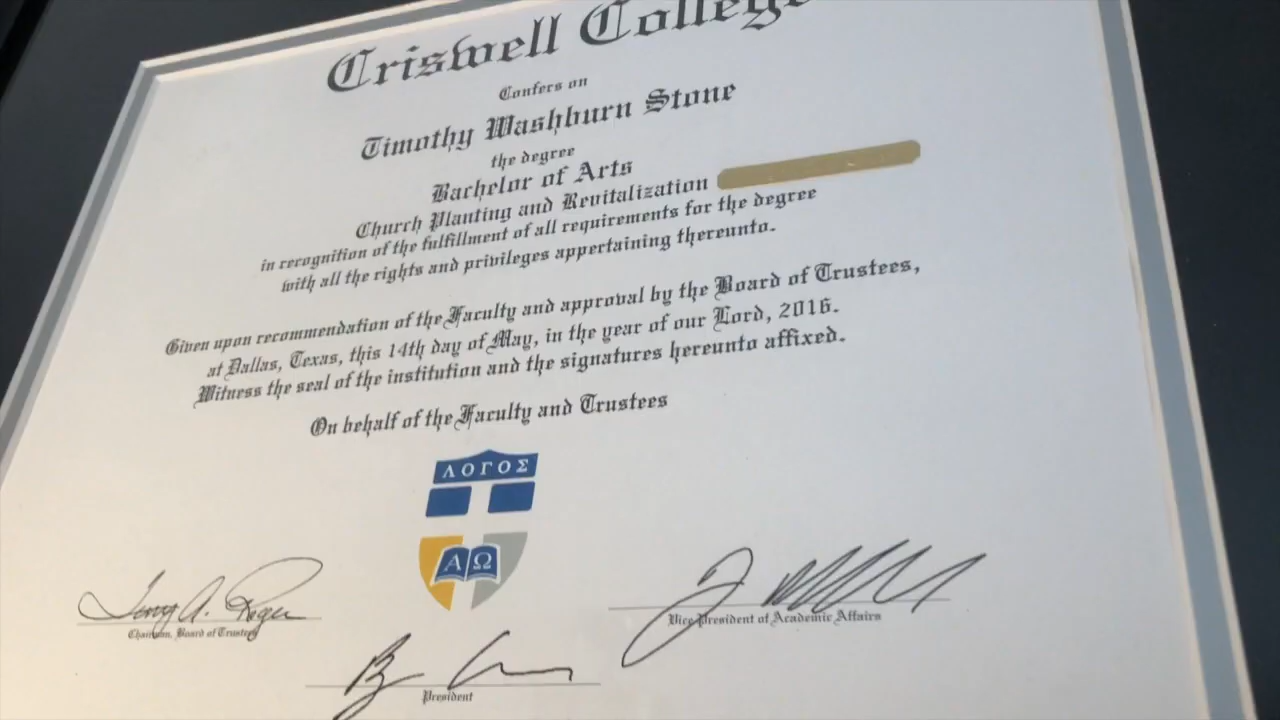 Criswell College
Confers on
Timothy Washburn Stone
the degree
Bachelor of Arts
Church Planting and Revitalization
in recognition of the fulfillment of all requirements for the degree
with all the rights and privileges appertaining thereunto.
Given upon recommendation of the Faculty and approval by the Board of Trustees,
at Dallas, Texas, this 14th day of May, in the year of our Lord, 2016.
Witness the seal of the institution and the signatures hereunto affixed.
On behalf of the Faculty and Trustees
ΛΟΓΟΣ
Α Ω
Chairman, Board of Trustees
Vice President of Academic Affairs
President